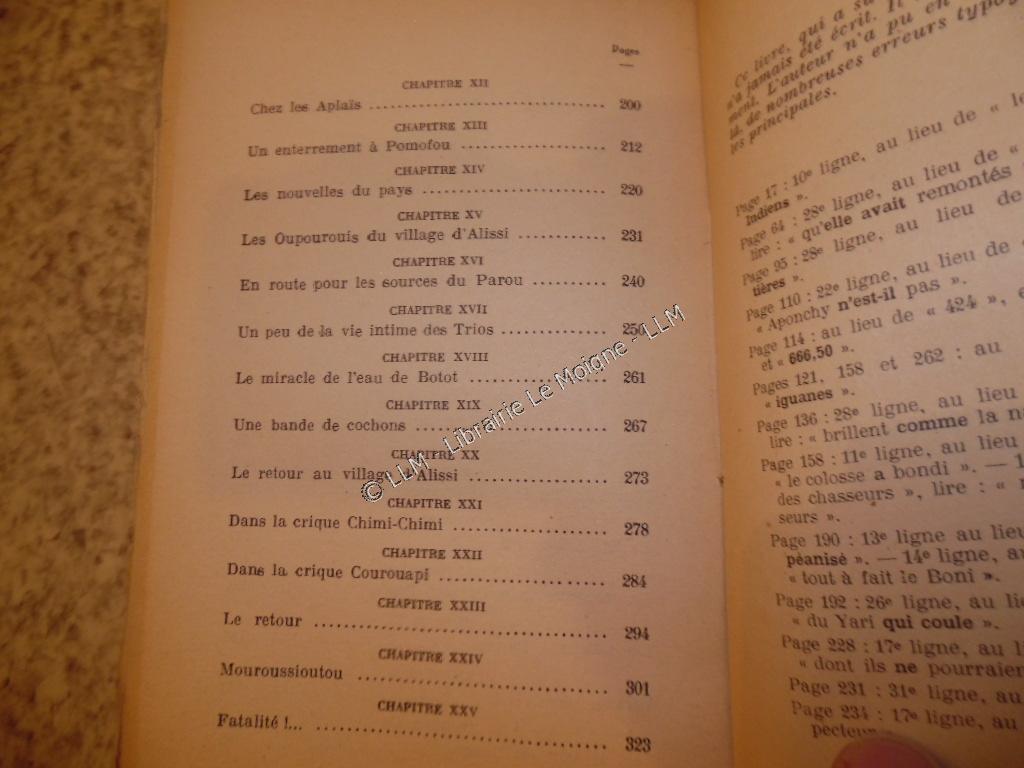 Pages
CHAPITRE XII
Chez les Aplaïs ........ 200
CHAPITRE XIII
Un enterrement à Pomofou ........ 212
CHAPITRE XIV
Les nouvelles du pays ........ 220
CHAPITRE XV
Les Oupourouis du village d'Alissi ........ 231
CHAPITRE XVI
En route pour les sources du Parou ........ 240
CHAPITRE XVII
Un peu de la vie intime des Trios ........ 250
CHAPITRE XVIII
Le miracle de l'eau de Botot ........ 261
CHAPITRE XIX
Une bande de cochons ........ 267
CHAPITRE XX
Le retour au village d'Alissi ........ 273
CHAPITRE XXI
Dans la crique Chimi-Chimi ........ 278
CHAPITRE XXII
Dans la crique Courouapi ........ 284
CHAPITRE XXIII
Le retour ........ 294
CHAPITRE XXIV
Mouroussioutou ........ 301
CHAPITRE XXV
Fatalité !... ........ 323
© LLM - Librairie Le Moigne - LLM
Ce livre, qui a
n'a jamais été écrit. Il
ment. L'auteur n'a pu en
là, de nombreuses erreurs
les principales.
Page 17 : 10e ligne, au lieu de «
Indiens ».
Page 64 : 28e ligne, au lieu de «
lire : « qu'elle avait remontés
Page 95 : 28e ligne, au lieu de
tières ».
Page 110 : 22e ligne, au lieu de «
« Aponchy n'est-il pas ».
Page 114 : au lieu de « 424 »,
et « 666,50 ».
Pages 121, 158 et 262 : au
« iguanes ».
Page 136 : 28e ligne, au lieu
lire : « brillent comme la
Page 158 : 11e ligne, au lieu
« le colosse a bondi ». —
des chasseurs », lire : «
seurs ».
Page 190 : 13e ligne, au lieu
pèanisè ». — 14e ligne,
« tout à fait le Boni ».
Page 192 : 26e ligne, au
« du Yari qui coule ».
Page 228 : 17e ligne, au
« dont ils ne pourraient
Page 231 : 31e ligne, au
Page 234 : 17e ligne, au